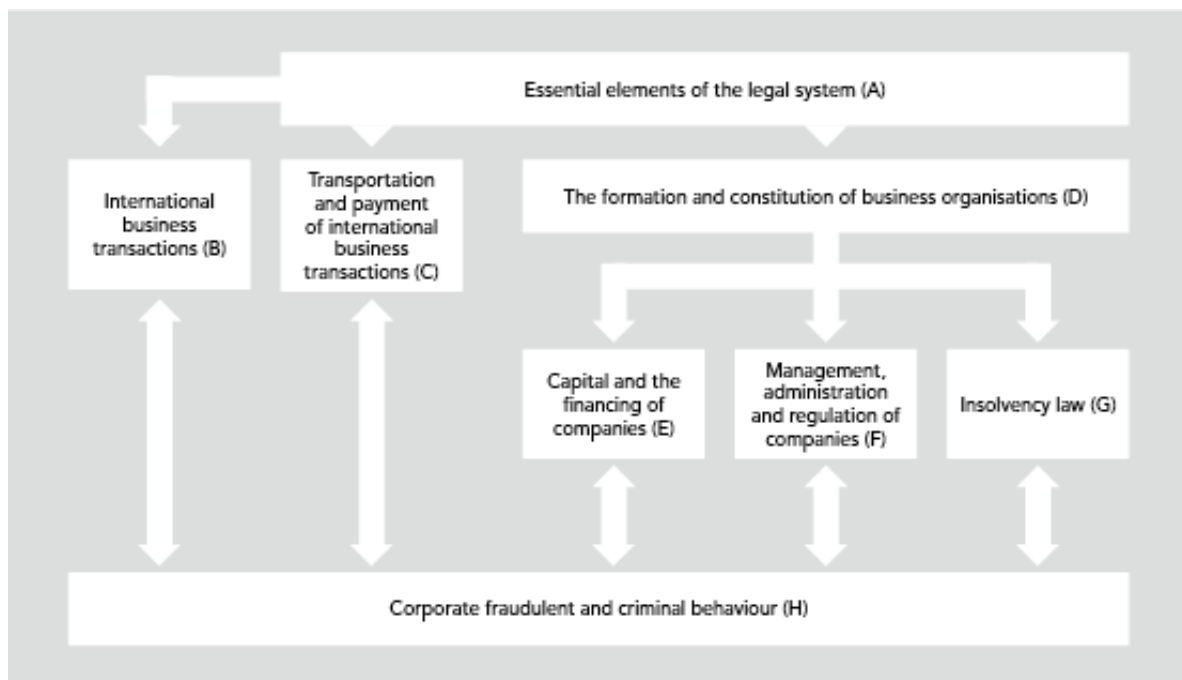 Essential elements of the legal system (A)
International
business
transactions (B)
Transportation
and payment
of international
business
transactions (C)
The formation and constitution of business organisations (D)
Capital and the
financing of
companies (E)
Management,
administration
and regulation of
companies (F)
Insolvency law (G)
Corporate fraudulent and criminal behaviour (H)